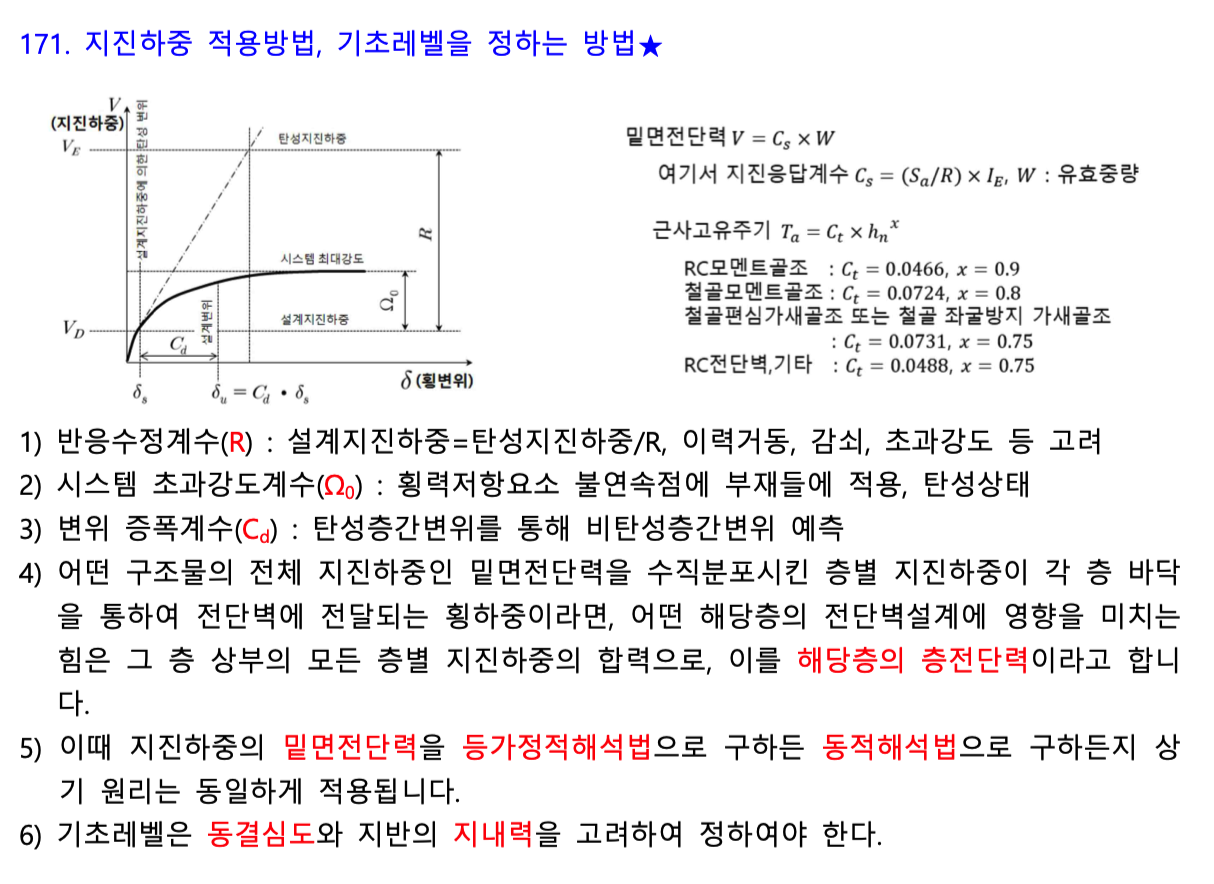 171. 지진하중 적용방법, 기초레벨을 정하는 방법★
V
(지진하중)
V_E
설계지진하중에 의한 탄성 변위
탄성지진하중
R
시스템 최대강도
Ω₀
설계변위
설계지진하중
V_D
C_d
δ(횡변위)
δ_s
δ_u = C_d • δ_s
밑면전단력 V = C_s × W
여기서 지진응답계수 C_s = (S_a/R) × I_E, W : 유효중량
근사고유주기 T_a = C_t × h_n^x
RC모멘트골조 : C_t = 0.0466, x = 0.9
철골모멘트골조 : C_t = 0.0724, x = 0.8
철골편심가새골조 또는 철골 좌굴방지 가새골조
: C_t = 0.0731, x = 0.75
RC전단벽,기타 : C_t = 0.0488, x = 0.75
1) 반응수정계수(R) : 설계지진하중=탄성지진하중/R, 이력거동, 감쇠, 초과강도 등 고려
2) 시스템 초과강도계수(Ω₀) : 횡력저항요소 불연속점에 부재들에 적용, 탄성상태
3) 변위 증폭계수(C_d) : 탄성층간변위를 통해 비탄성층간변위 예측
4) 어떤 구조물의 전체 지진하중인 밑면전단력을 수직분포시킨 층별 지진하중이 각 층 바닥
을 통하여 전단벽에 전달되는 횡하중이라면, 어떤 해당층의 전단벽설계에 영향을 미치는
힘은 그 층 상부의 모든 층별 지진하중의 합력으로, 이를 해당층의 층전단력이라고 합니
다.
5) 이때 지진하중의 밑면전단력을 등가정적해석법으로 구하든 동적해석법으로 구하든지 상
기 원리는 동일하게 적용됩니다.
6) 기초레벨은 동결심도와 지반의 지내력을 고려하여 정하여야 한다.